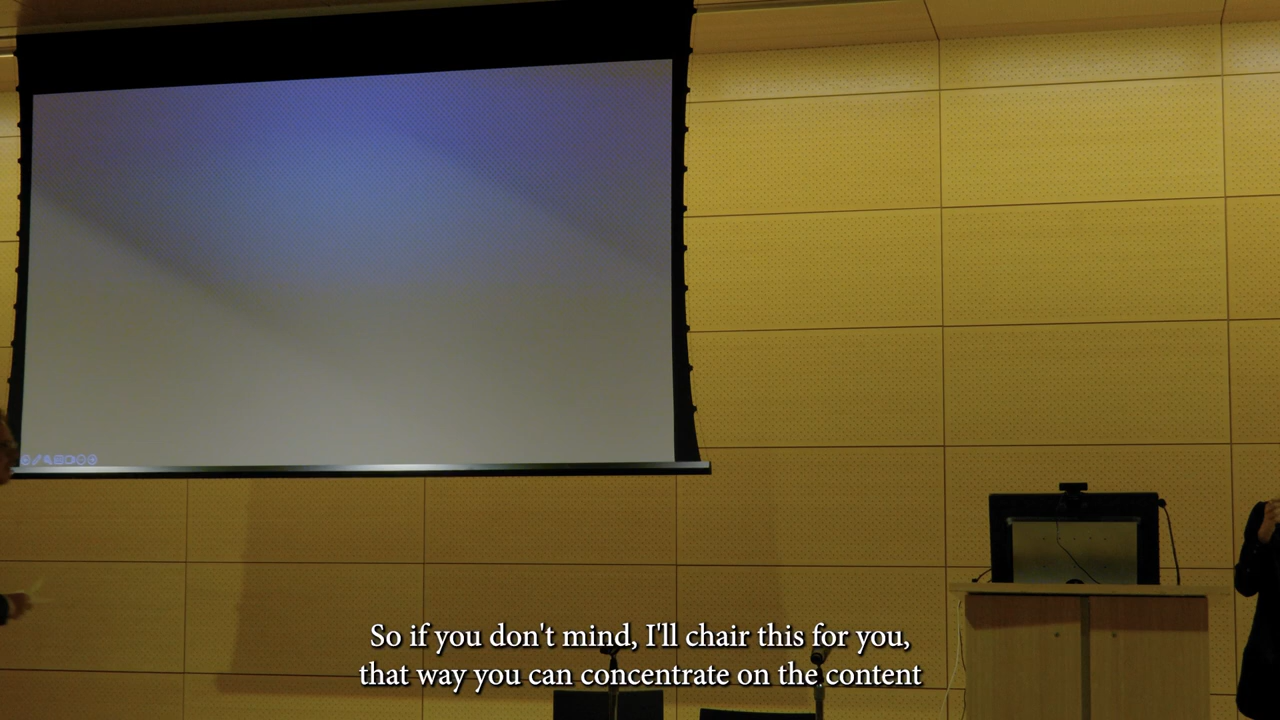 So if you don't mind, I'll chair this for you,
that way you can concentrate on the content